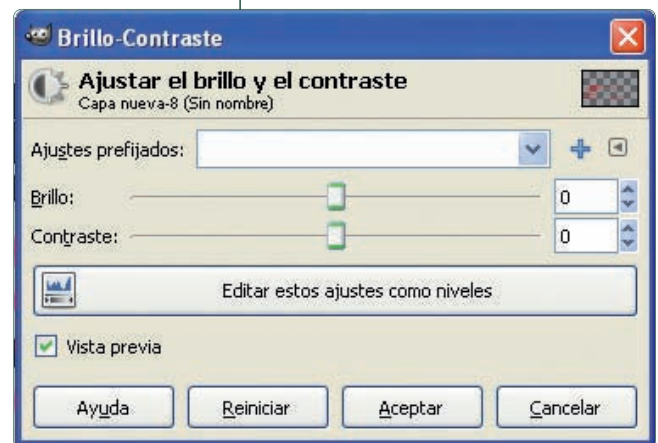 Brillo-Contraste
Ajustar el brillo y el contraste
Capa nueva-8 (Sin nombre)
Ajustes prefijados:
Brillo: 0
Contraste: 0
Editar estos ajustes como niveles
Vista previa
Ayuda Reiniciar Aceptar Cancelar